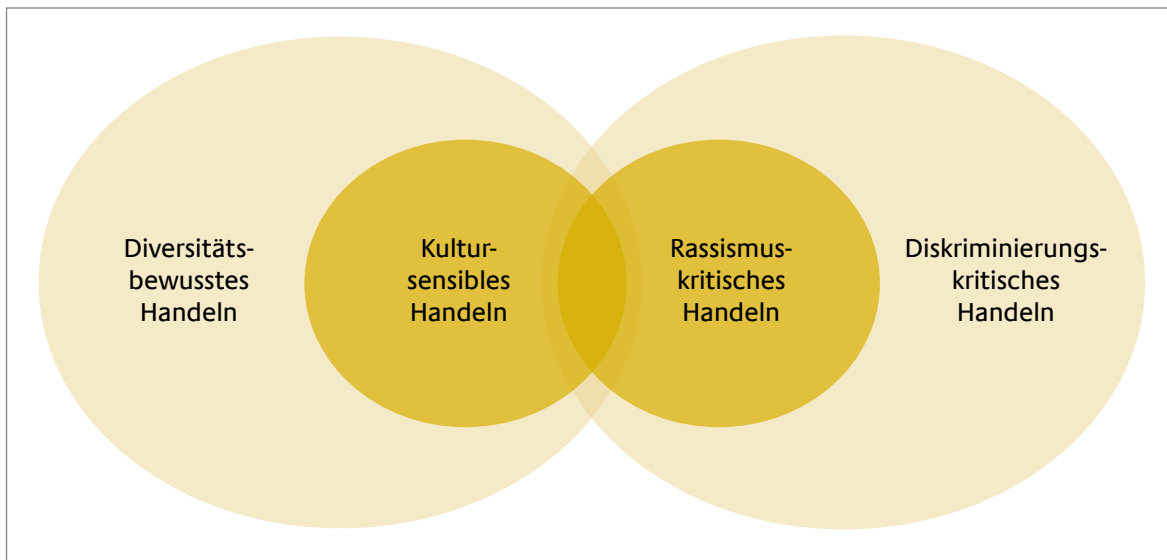 Diversitäts-
bewusstes
Handeln
Kultur-
sensibles
Handeln
Rassismus-
kritisches
Handeln
Diskriminierungs-
kritisches
Handeln